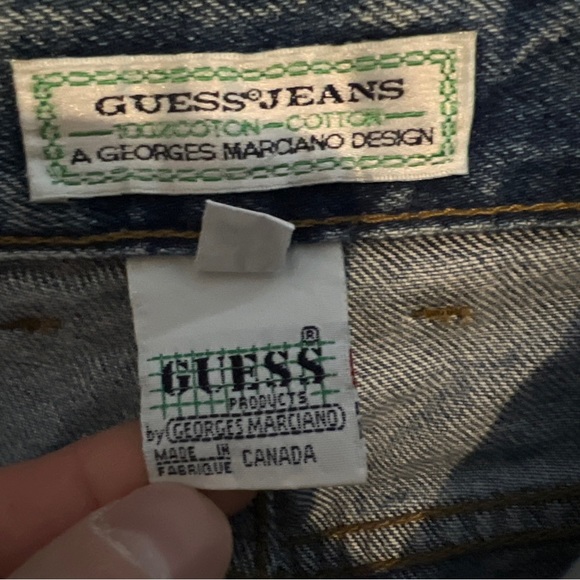 GUESS® JEANS
100%COTON - COTTON
A GEORGES MARCIANO DESIGN
®
GUESS
PRODUCTS
by GEORGES MARCIANO
MADE IN
FABRIQUE CANADA